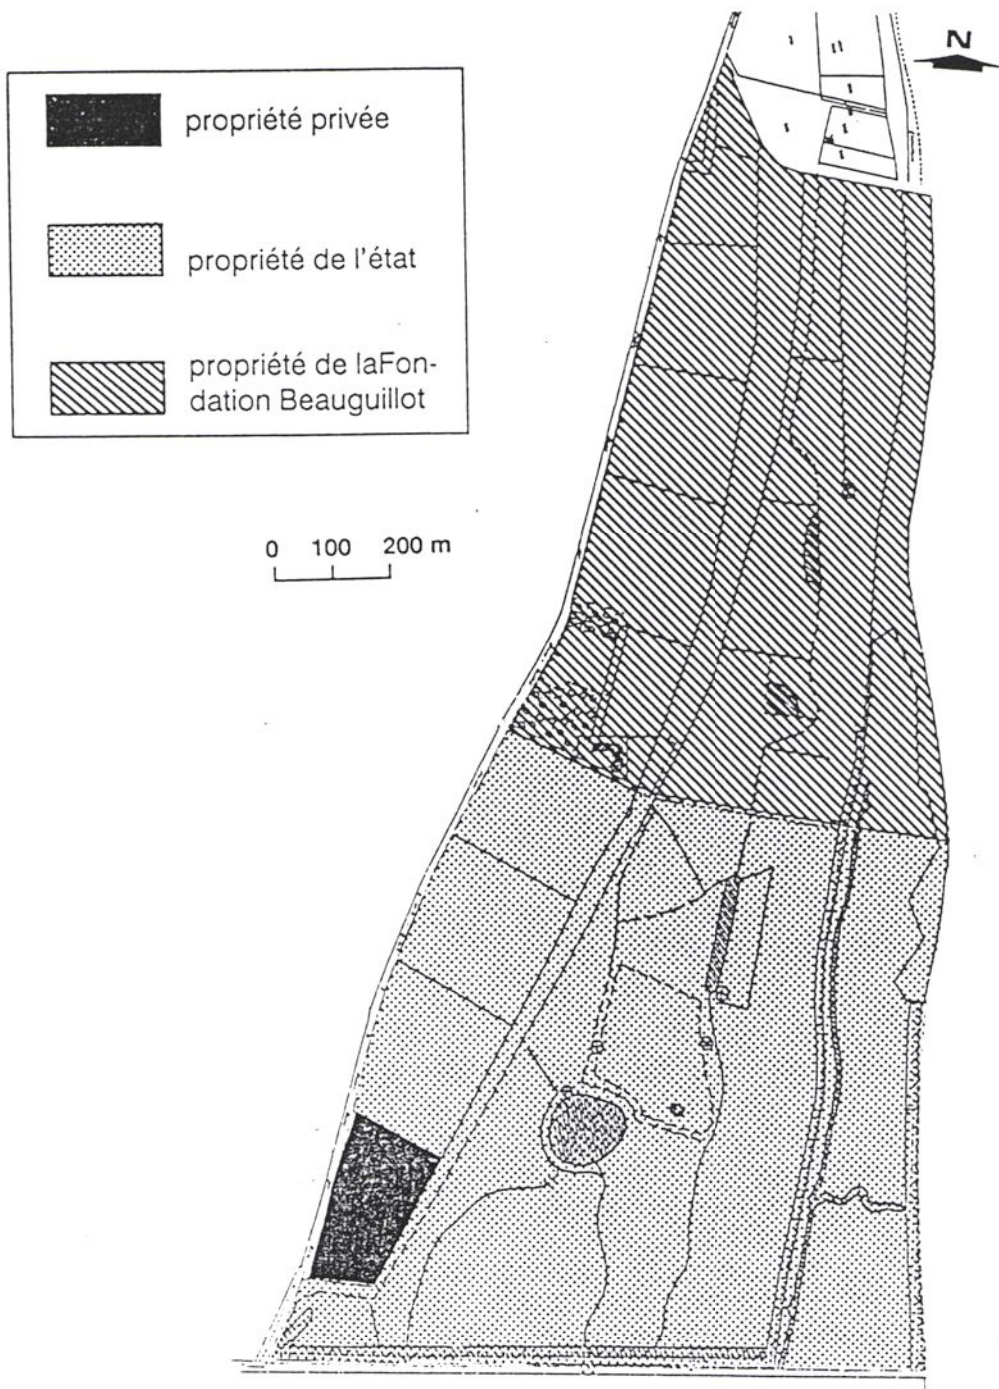 N
propriété privée
propriété de l'état
propriété de laFon-
dation Beauguillot
0 100 200 m